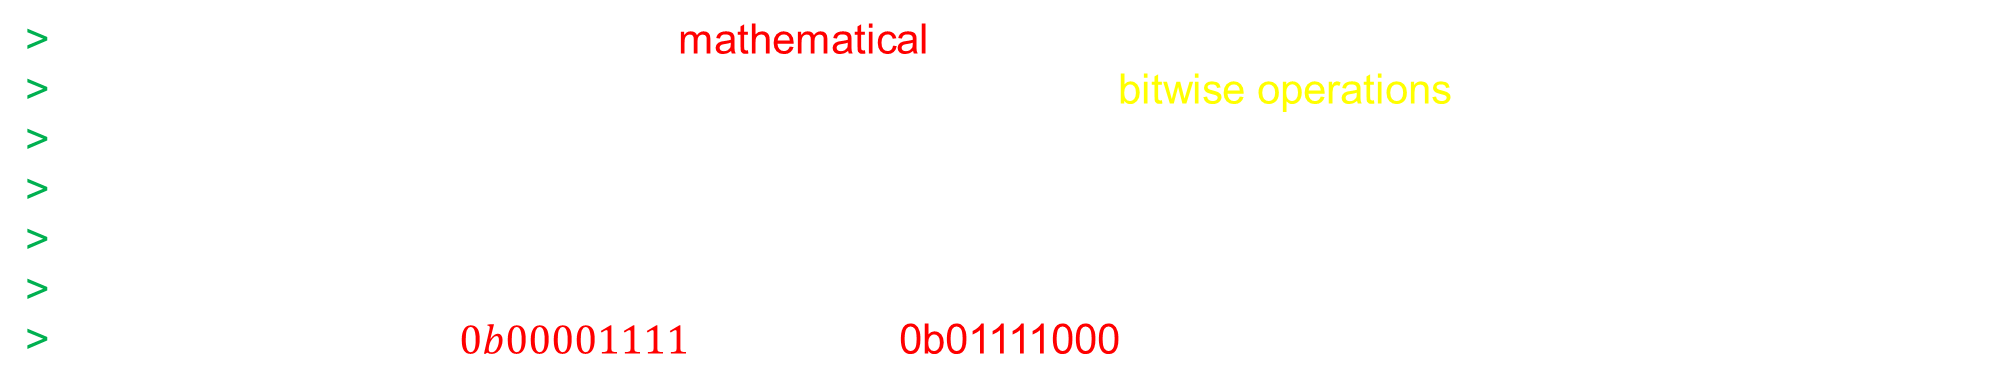 > mathematical
> bitwise operations
>
>
>
>
> 0b00001111 0b01111000